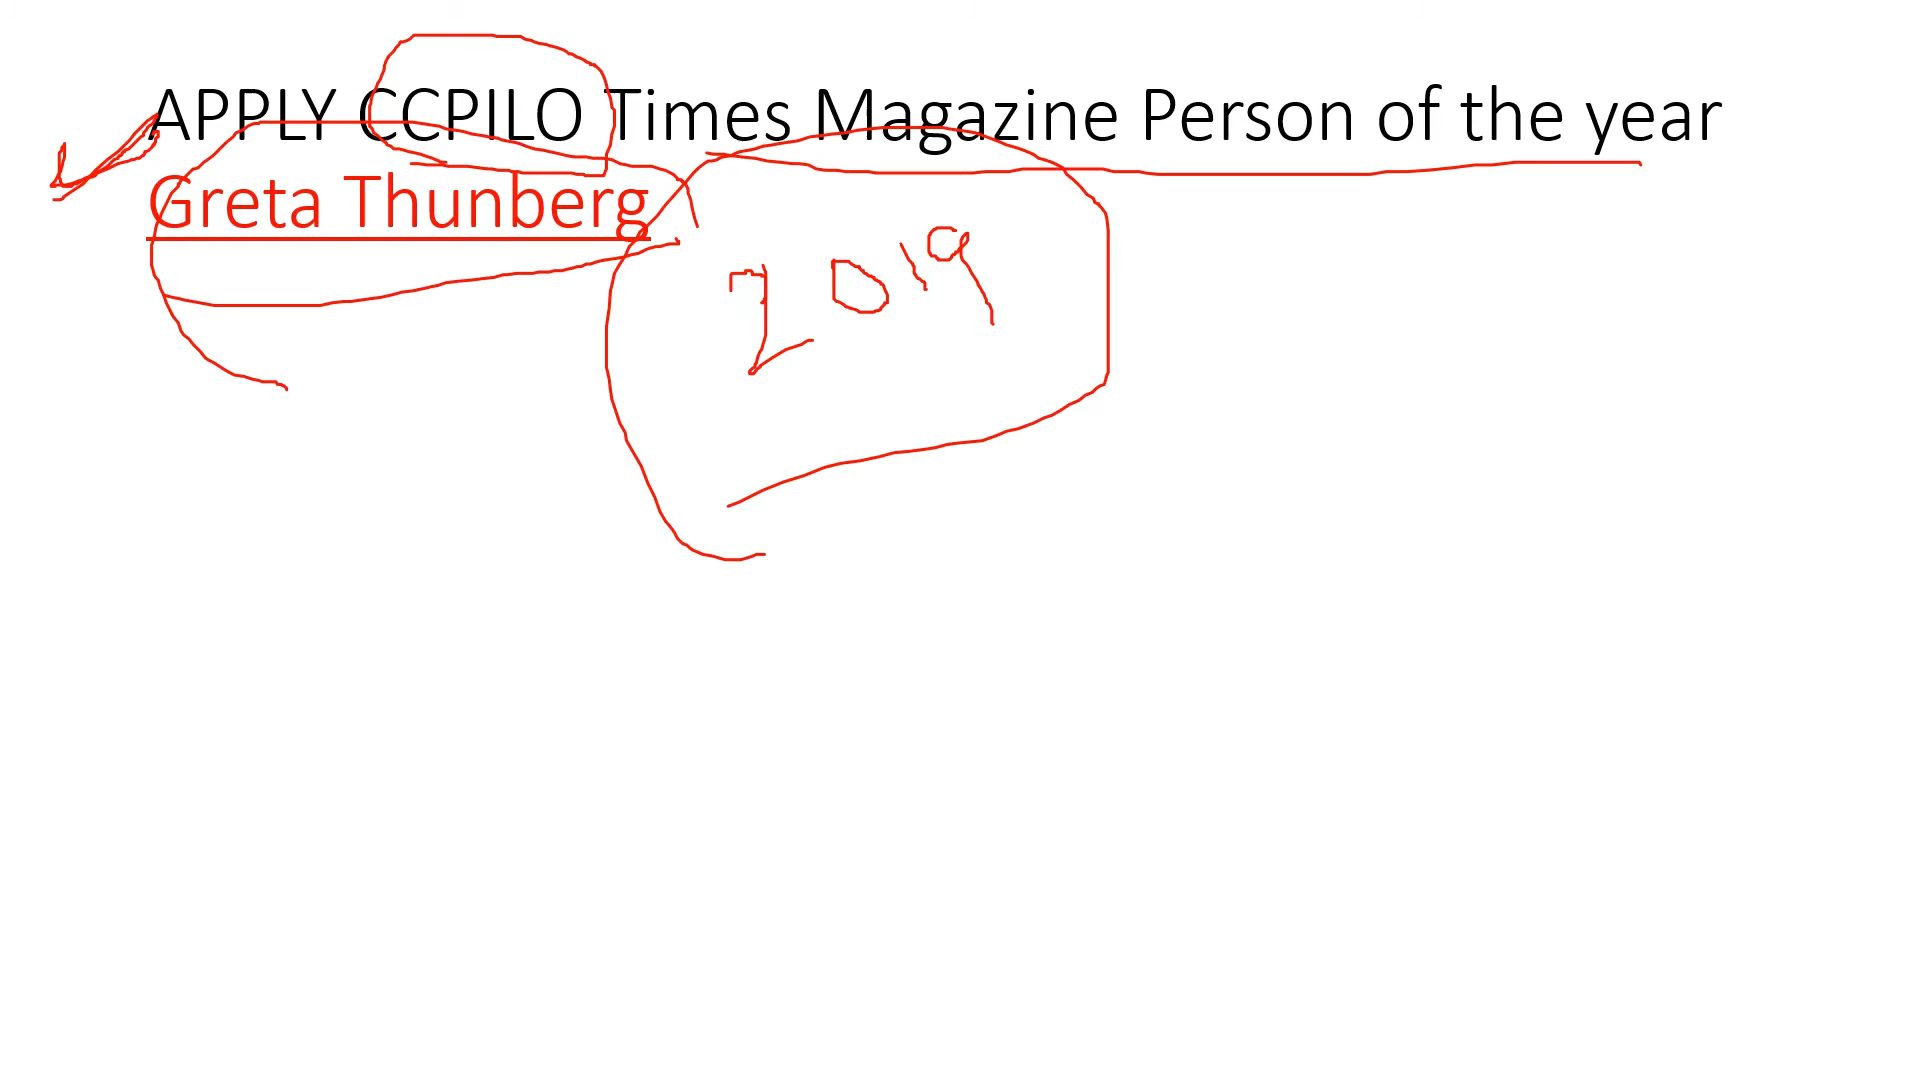 APPLY CCPILO Times Magazine Person of the year
Greta Thunberg
2019